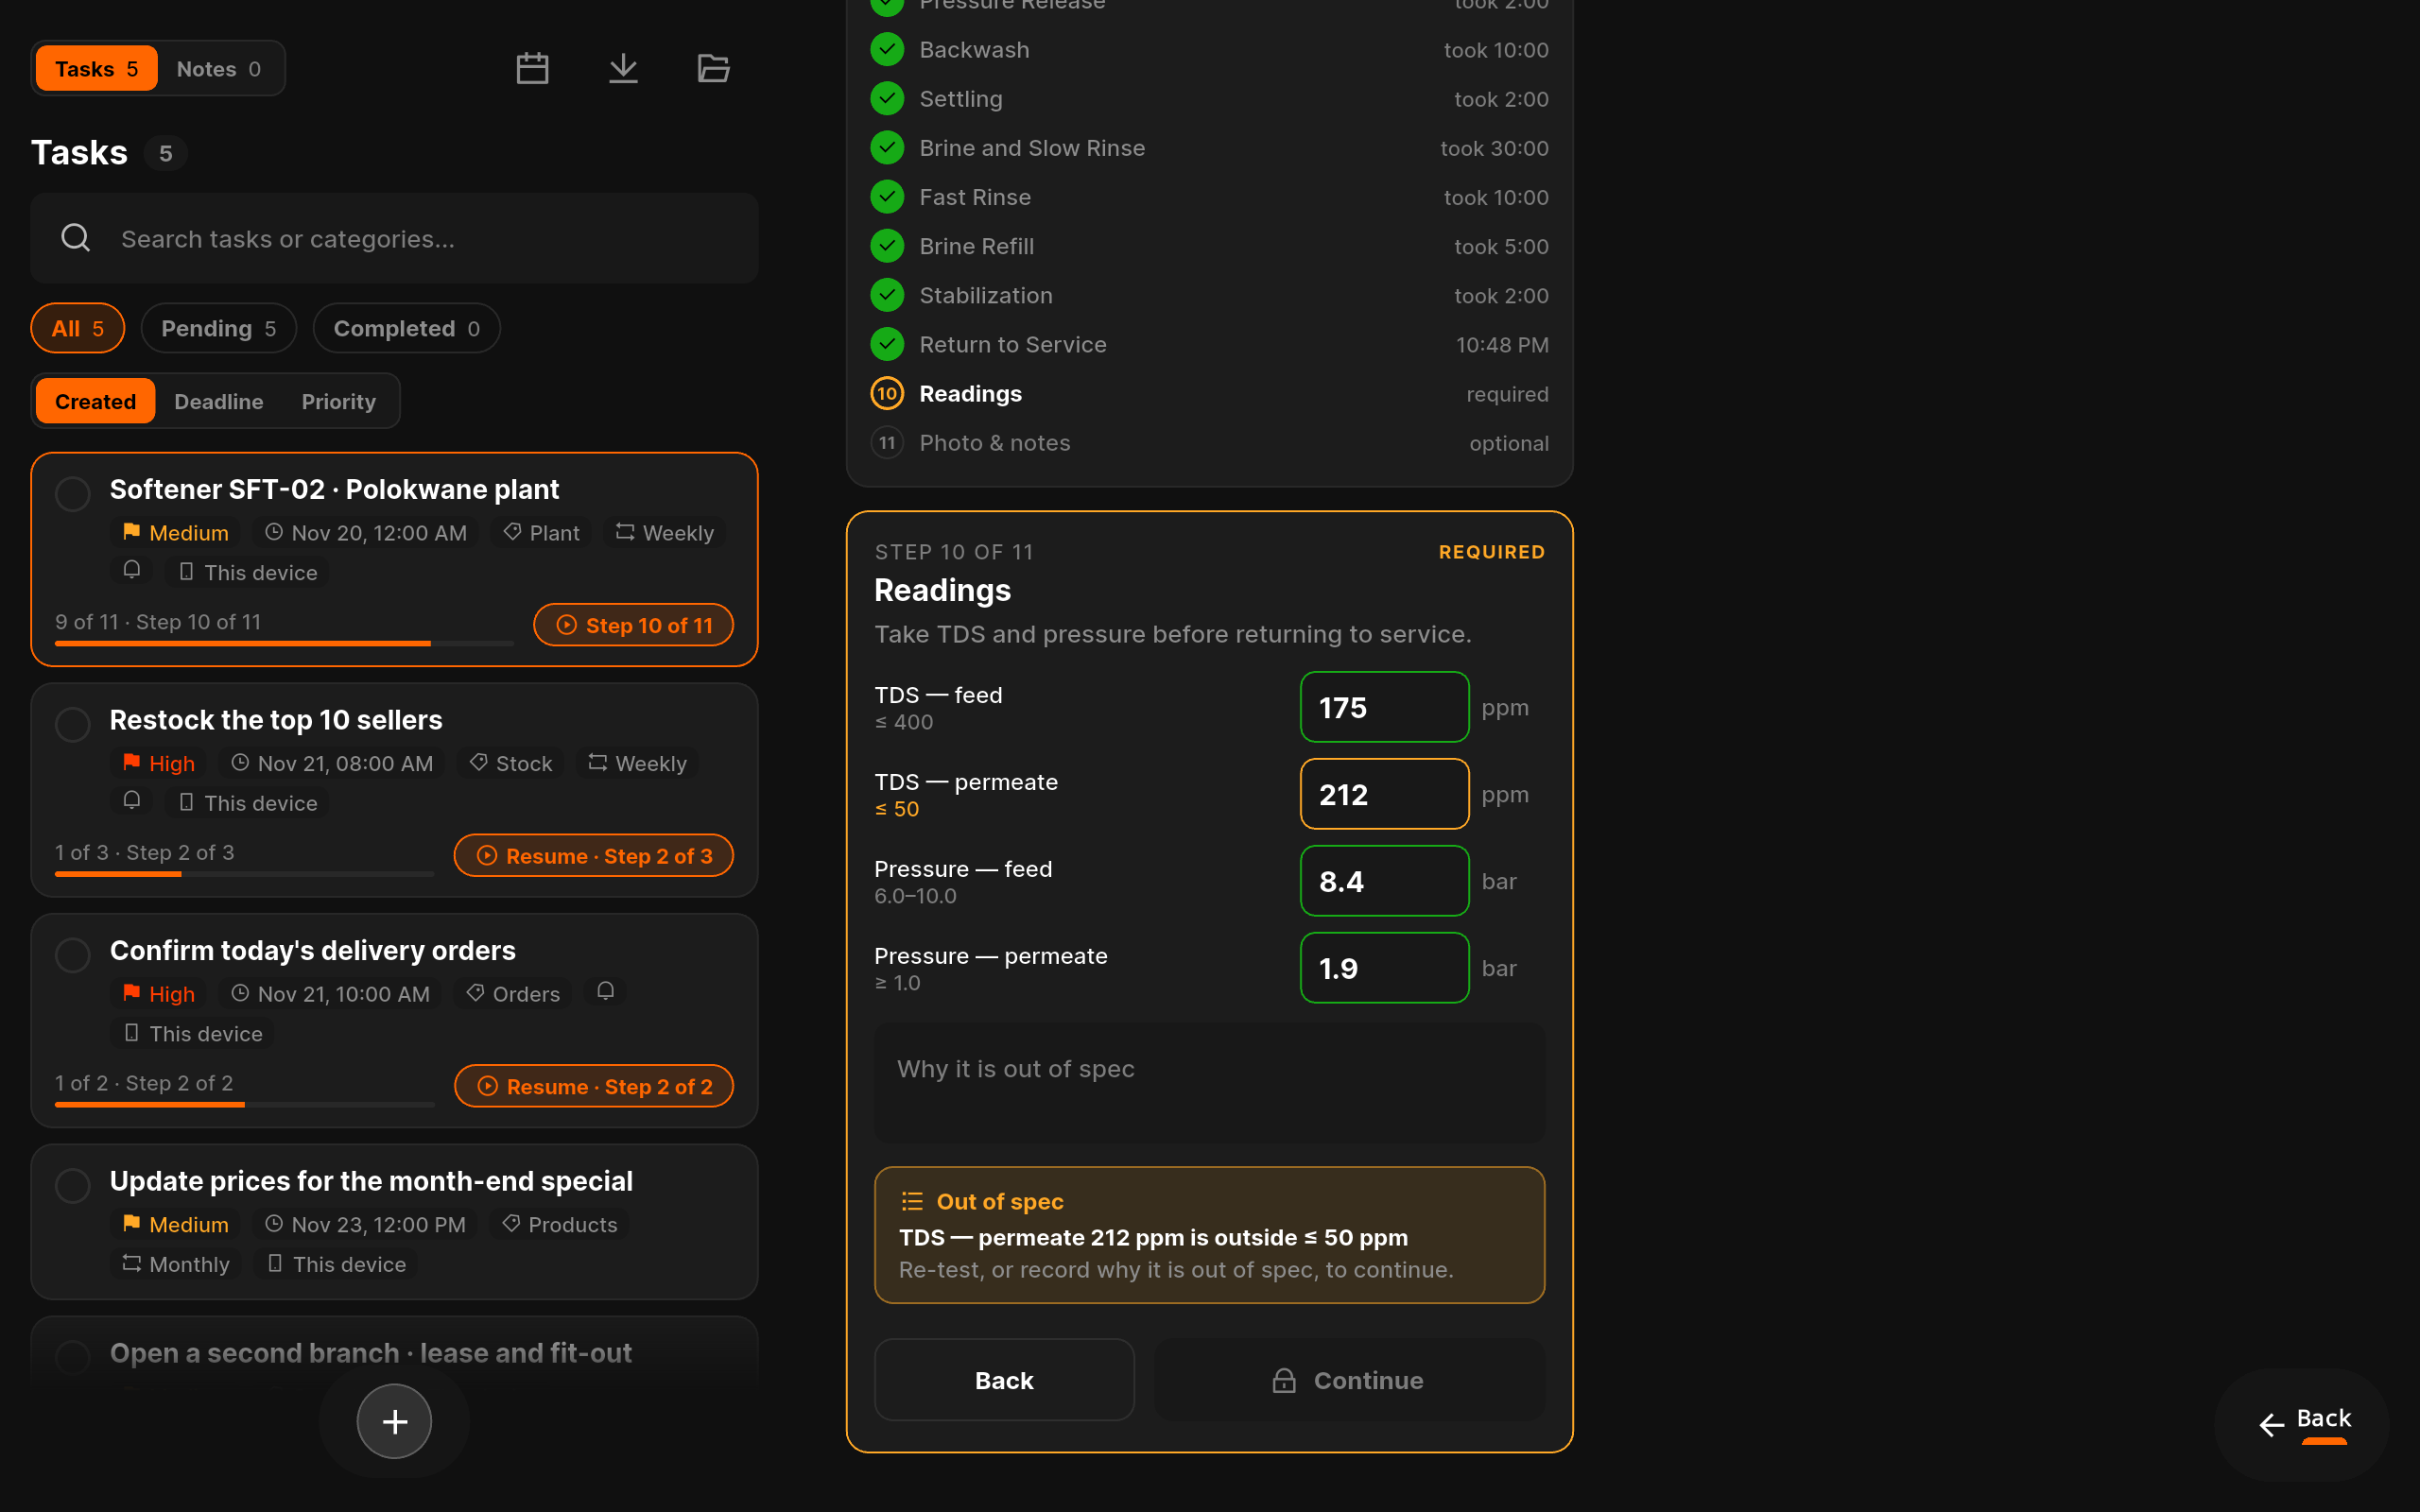 Tasks 5
Notes 0
Tasks 5
Search tasks or categories...
All 5
Pending 5
Completed 0
Created
Deadline
Priority
Softener SFT-02 · Polokwane plant
Medium
Nov 20, 12:00 AM
Plant
Weekly
This device
9 of 11 · Step 10 of 11
Step 10 of 11
Restock the top 10 sellers
High
Nov 21, 08:00 AM
Stock
Weekly
This device
1 of 3 · Step 2 of 3
Resume · Step 2 of 3
Confirm today's delivery orders
High
Nov 21, 10:00 AM
Orders
This device
1 of 2 · Step 2 of 2
Resume · Step 2 of 2
Update prices for the month-end special
Medium
Nov 23, 12:00 PM
Products
Monthly
This device
Open a second branch · lease and fit-out
Pressure Release took 2:00
Backwash took 10:00
Settling took 2:00
Brine and Slow Rinse took 30:00
Fast Rinse took 10:00
Brine Refill took 5:00
Stabilization took 2:00
Return to Service 10:48 PM
10 Readings required
11 Photo & notes optional
STEP 10 OF 11 REQUIRED
Readings
Take TDS and pressure before returning to service.
TDS — feed
≤ 400
175 ppm
TDS — permeate
≤ 50
212 ppm
Pressure — feed
6.0–10.0
8.4 bar
Pressure — permeate
≥ 1.0
1.9 bar
Why it is out of spec
Out of spec
TDS — permeate 212 ppm is outside ≤ 50 ppm
Re-test, or record why it is out of spec, to continue.
Back
Continue
Back